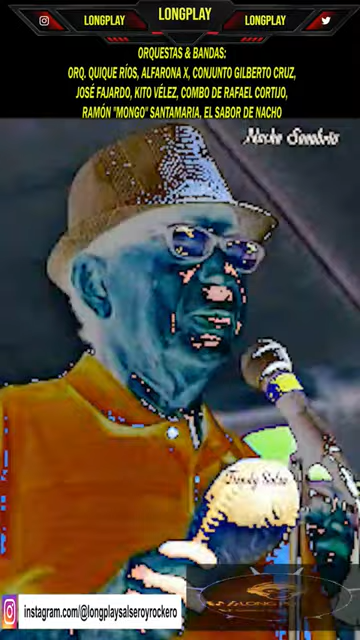 LONGPLAY LONGPLAY LONGPLAY
ORQUESTAS & BANDAS:
ORQ. QUIQUE RÍOS, ALFARONA X, CONJUNTO GILBERTO CRUZ,
JOSÉ FAJARDO, KITO VÉLEZ, COMBO DE RAFAEL CORTIJO,
RAMÓN "MONGO" SANTAMARIA, EL SABOR DE NACHO
Nacho Sanabria
instagram.com/@longplaysalseroyrockero